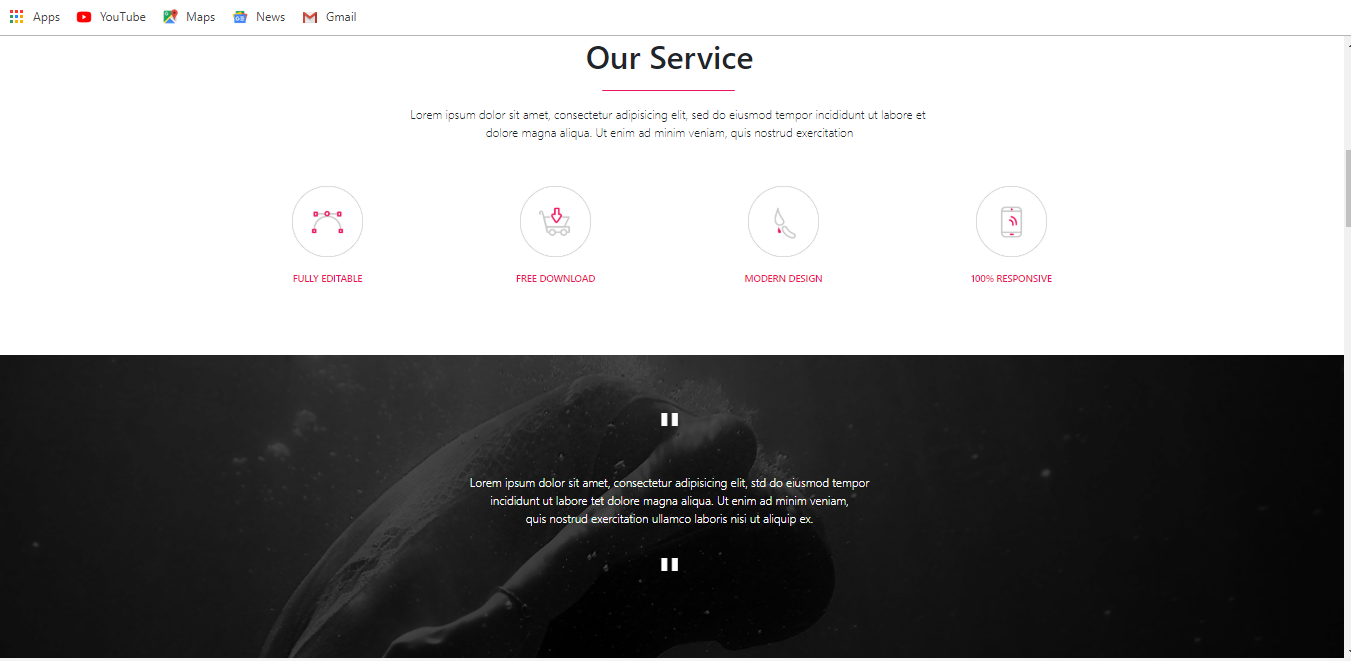 Apps YouTube Maps News Gmail
Our Service
Lorem ipsum dolor sit amet, consectetur adipisicing elit, sed do eiusmod tempor incididunt ut labore et
dolore magna aliqua. Ut enim ad minim veniam, quis nostrud exercitation
FULLY EDITABLE FREE DOWNLOAD MODERN DESIGN 100% RESPONSIVE
"
Lorem ipsum dolor sit amet, consectetur adipisicing elit, std do eiusmod tempor
incididunt ut labore tet dolore magna aliqua. Ut enim ad minim veniam,
quis nostrud exercitation ullamco laboris nisi ut aliquip ex.
"